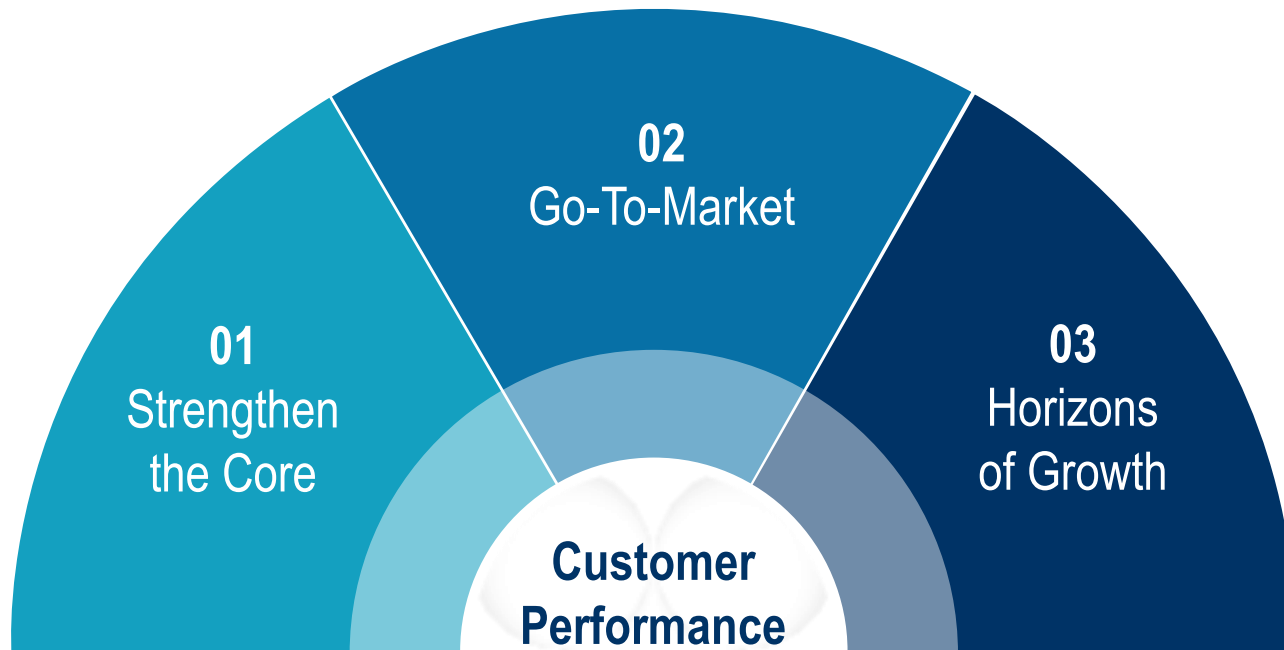 01
Strengthen
the Core
02
Go-To-Market
03
Horizons
of Growth
Customer
Performance